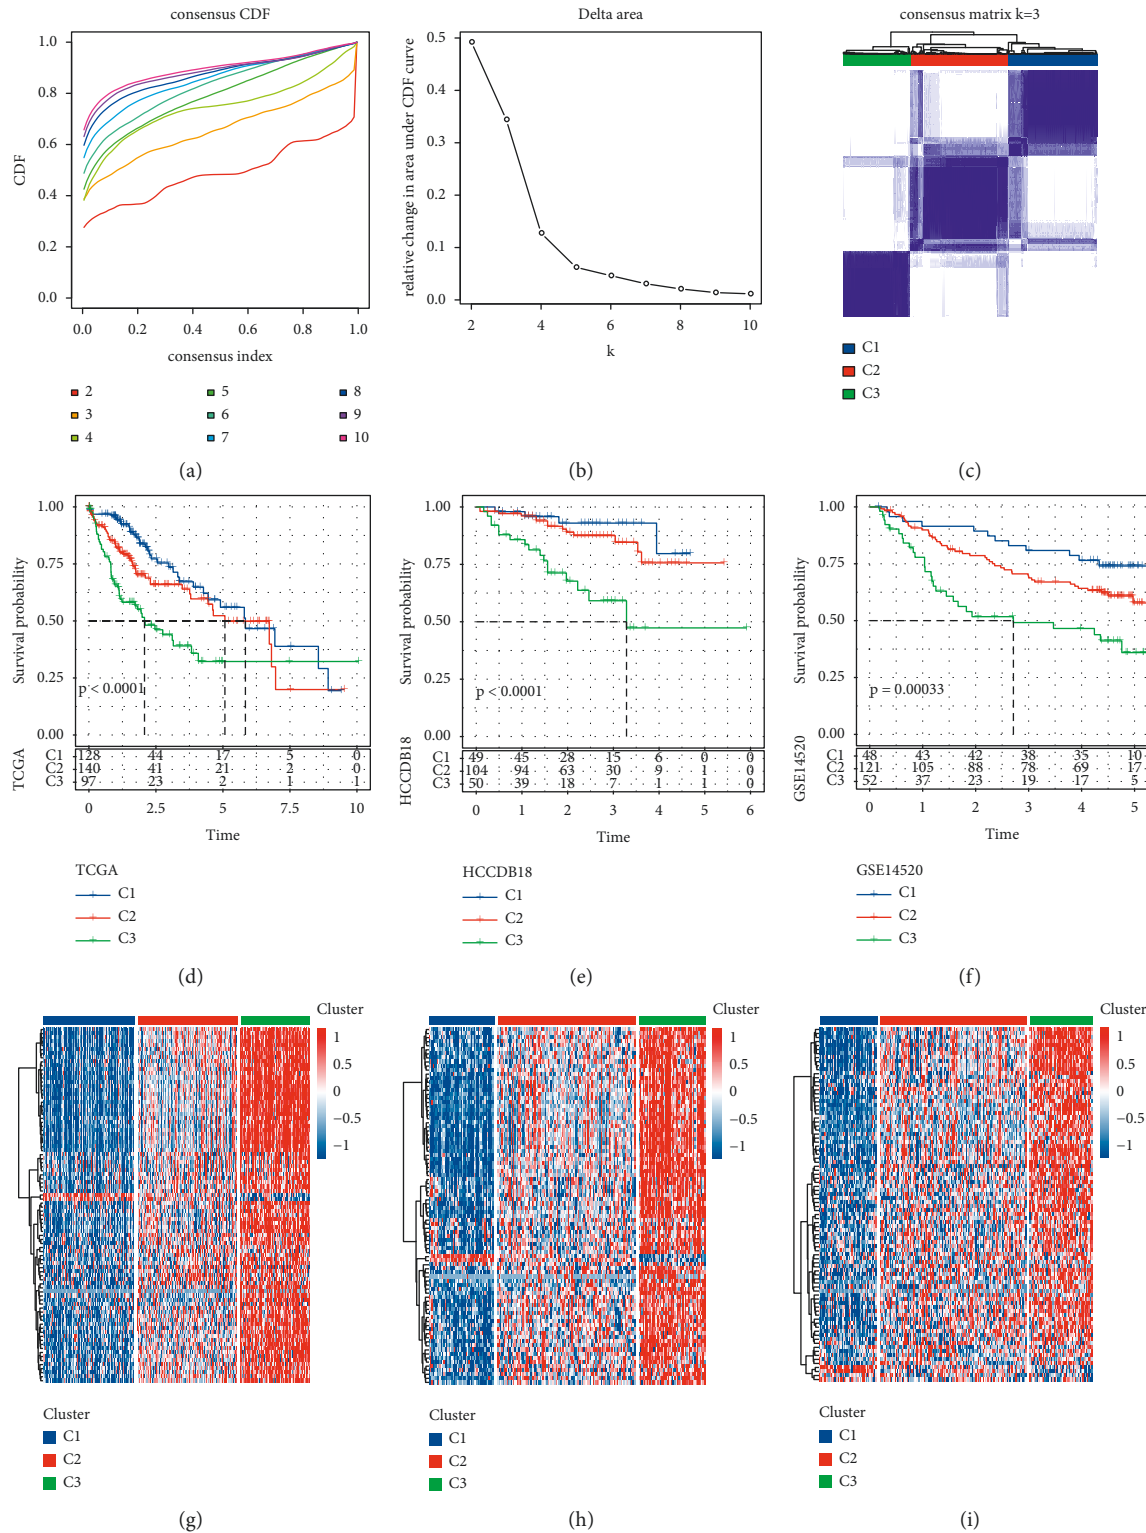 consensus CDF
1.0
0.8
0.6
0.4
0.2
0.0
CDF
0.0 0.2 0.4 0.6 0.8 1.0
consensus index
2 5 8
3 6 9
4 7 10
(a)
Delta area
0.5
0.4
0.3
0.2
0.1
0.0
relative change in area under CDF curve
2 4 6 8 10
k
(b)
consensus matrix k=3
C1
C2
C3
(c)
1.00
0.75
0.50
0.25
0.00
Survival probability
p < 0.0001
TCGA
C1 128 44 17 5 0
C2 140 41 21 2 0
C3 97 23 2 1 1
0 2.5 5 7.5 10
Time
TCGA
C1
C2
C3
(d)
1.00
0.75
0.50
0.25
0.00
Survival probability
p < 0.0001
HCCDB18
C1 49 45 28 15 6 0 0
C2 104 94 63 30 9 1 0
C3 50 39 18 7 1 1 0
0 1 2 3 4 5 6
Time
HCCDB18
C1
C2
C3
(e)
1.00
0.75
0.50
0.25
0.00
Survival probability
p = 0.00033
GSE14520
C1 48 43 42 38 35 10
C2 121 105 88 78 69 17
C3 52 37 23 19 17 5
0 1 2 3 4 5
Time
GSE14520
C1
C2
C3
(f)
Cluster
1
0.5
0
−0.5
−1
Cluster
C1
C2
C3
(g)
Cluster
1
0.5
0
−0.5
−1
Cluster
C1
C2
C3
(h)
Cluster
1
0.5
0
−0.5
−1
Cluster
C1
C2
C3
(i)